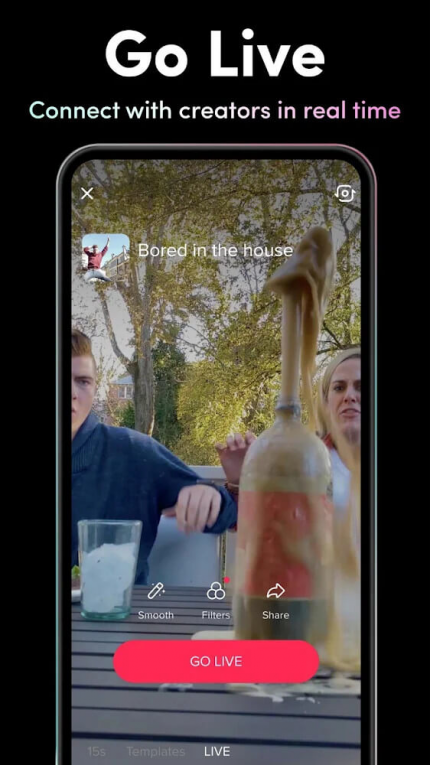 Go Live
Connect with creators in real time
Bored in the house
Smooth Filters Share
GO LIVE
15s Templates LIVE